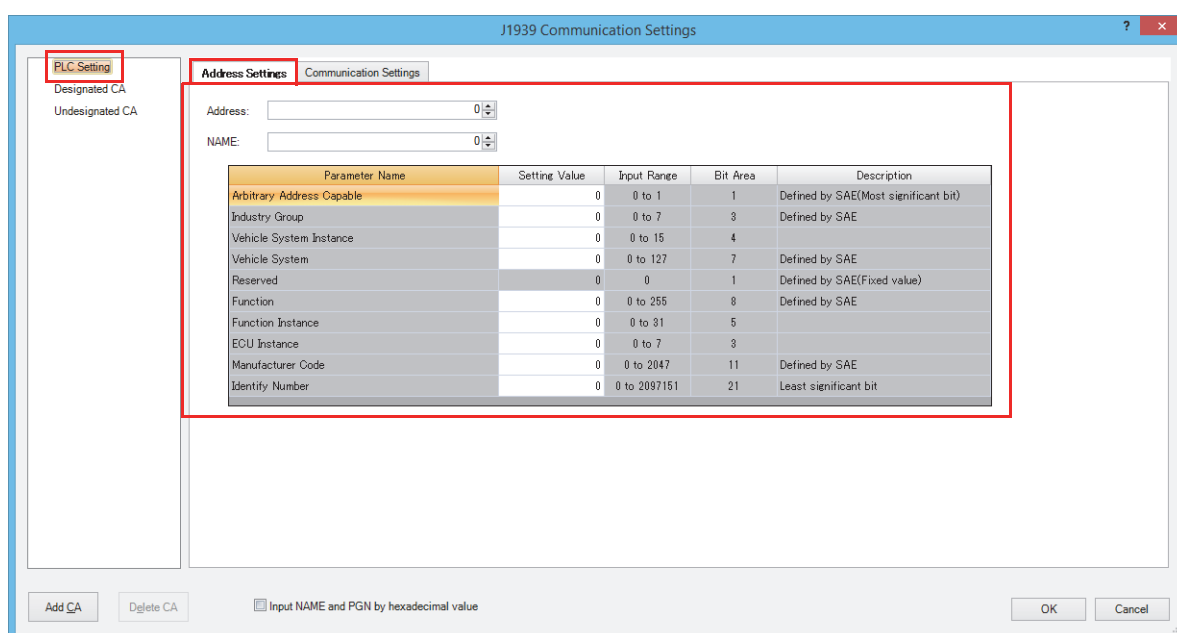 J1939 Communication Settings
? ×
PLC Setting
Designated CA
Undesignated CA
Address Settings Communication Settings
Address: 0
NAME: 0
Parameter Name Setting Value Input Range Bit Area Description
Arbitrary Address Capable 0 0 to 1 1 Defined by SAE(Most significant bit)
Industry Group 0 0 to 7 3 Defined by SAE
Vehicle System Instance 0 0 to 15 4
Vehicle System 0 0 to 127 7 Defined by SAE
Reserved 0 0 1 Defined by SAE(Fixed value)
Function 0 0 to 255 8 Defined by SAE
Function Instance 0 0 to 31 5
ECU Instance 0 0 to 7 3
Manufacturer Code 0 0 to 2047 11 Defined by SAE
Identify Number 0 0 to 2097151 21 Least significant bit
Add CA Delete CA Input NAME and PGN by hexadecimal value OK Cancel